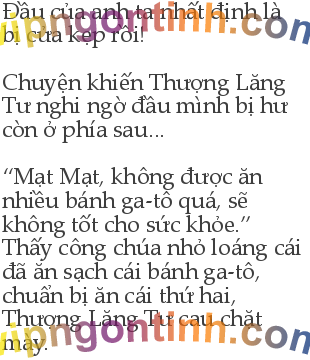 Đầu của anh ta nhất định là
bị cửa kẹp rồi!
Chuyện khiến Thượng Lăng
Tư nghi ngờ đầu mình bị hư
còn ở phía sau...
“Mạt Mạt, không được ăn
nhiều bánh ga-tô quá, sẽ
không tốt cho sức khỏe.”
Thấy công chúa nhỏ loáng cái
đã ăn sạch cái bánh ga-tô,
chuẩn bị ăn cái thứ hai,
Thượng Lăng Tư cau chặt
mày.
vipngontinh.com
vipngontinh.com